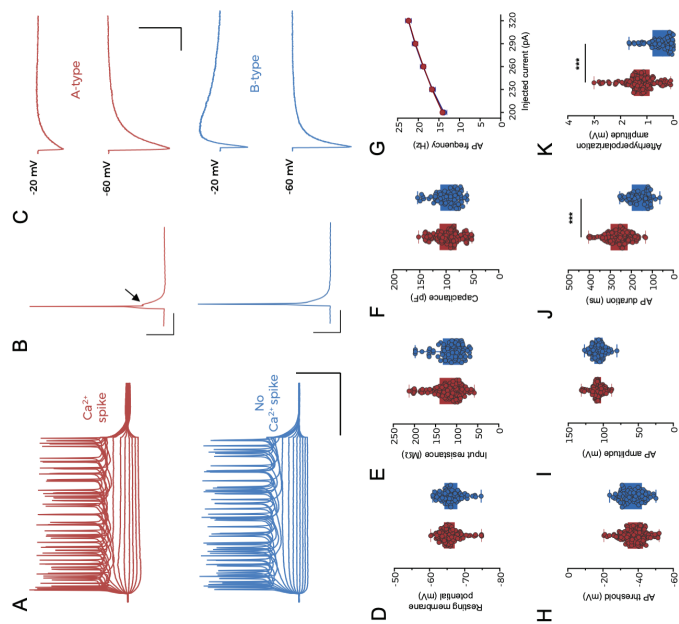 A
B
C
Ca2+
spike
No
Ca2+ spike
-20 mV
A-type
-60 mV
-20 mV
B-type
-60 mV
D
Resting membrane
potential (mV)
-50
-60
-70
-80
E
Input resistance (MΩ)
250
200
150
100
50
0
F
Capacitance (pF)
200
150
100
50
0
G
AP frequency (Hz)
25
20
15
10
5
0
200 230 260 290 320
Injected current (pA)
H
AP threshold (mV)
0
-20
-40
-60
I
AP amplitude
(mV)
150
100
50
0
J
AP duration (ms)
500
400
300
200
100
0
***
K
Afterhyperpolarization
amplitude (mV)
4
3
2
1
0
***